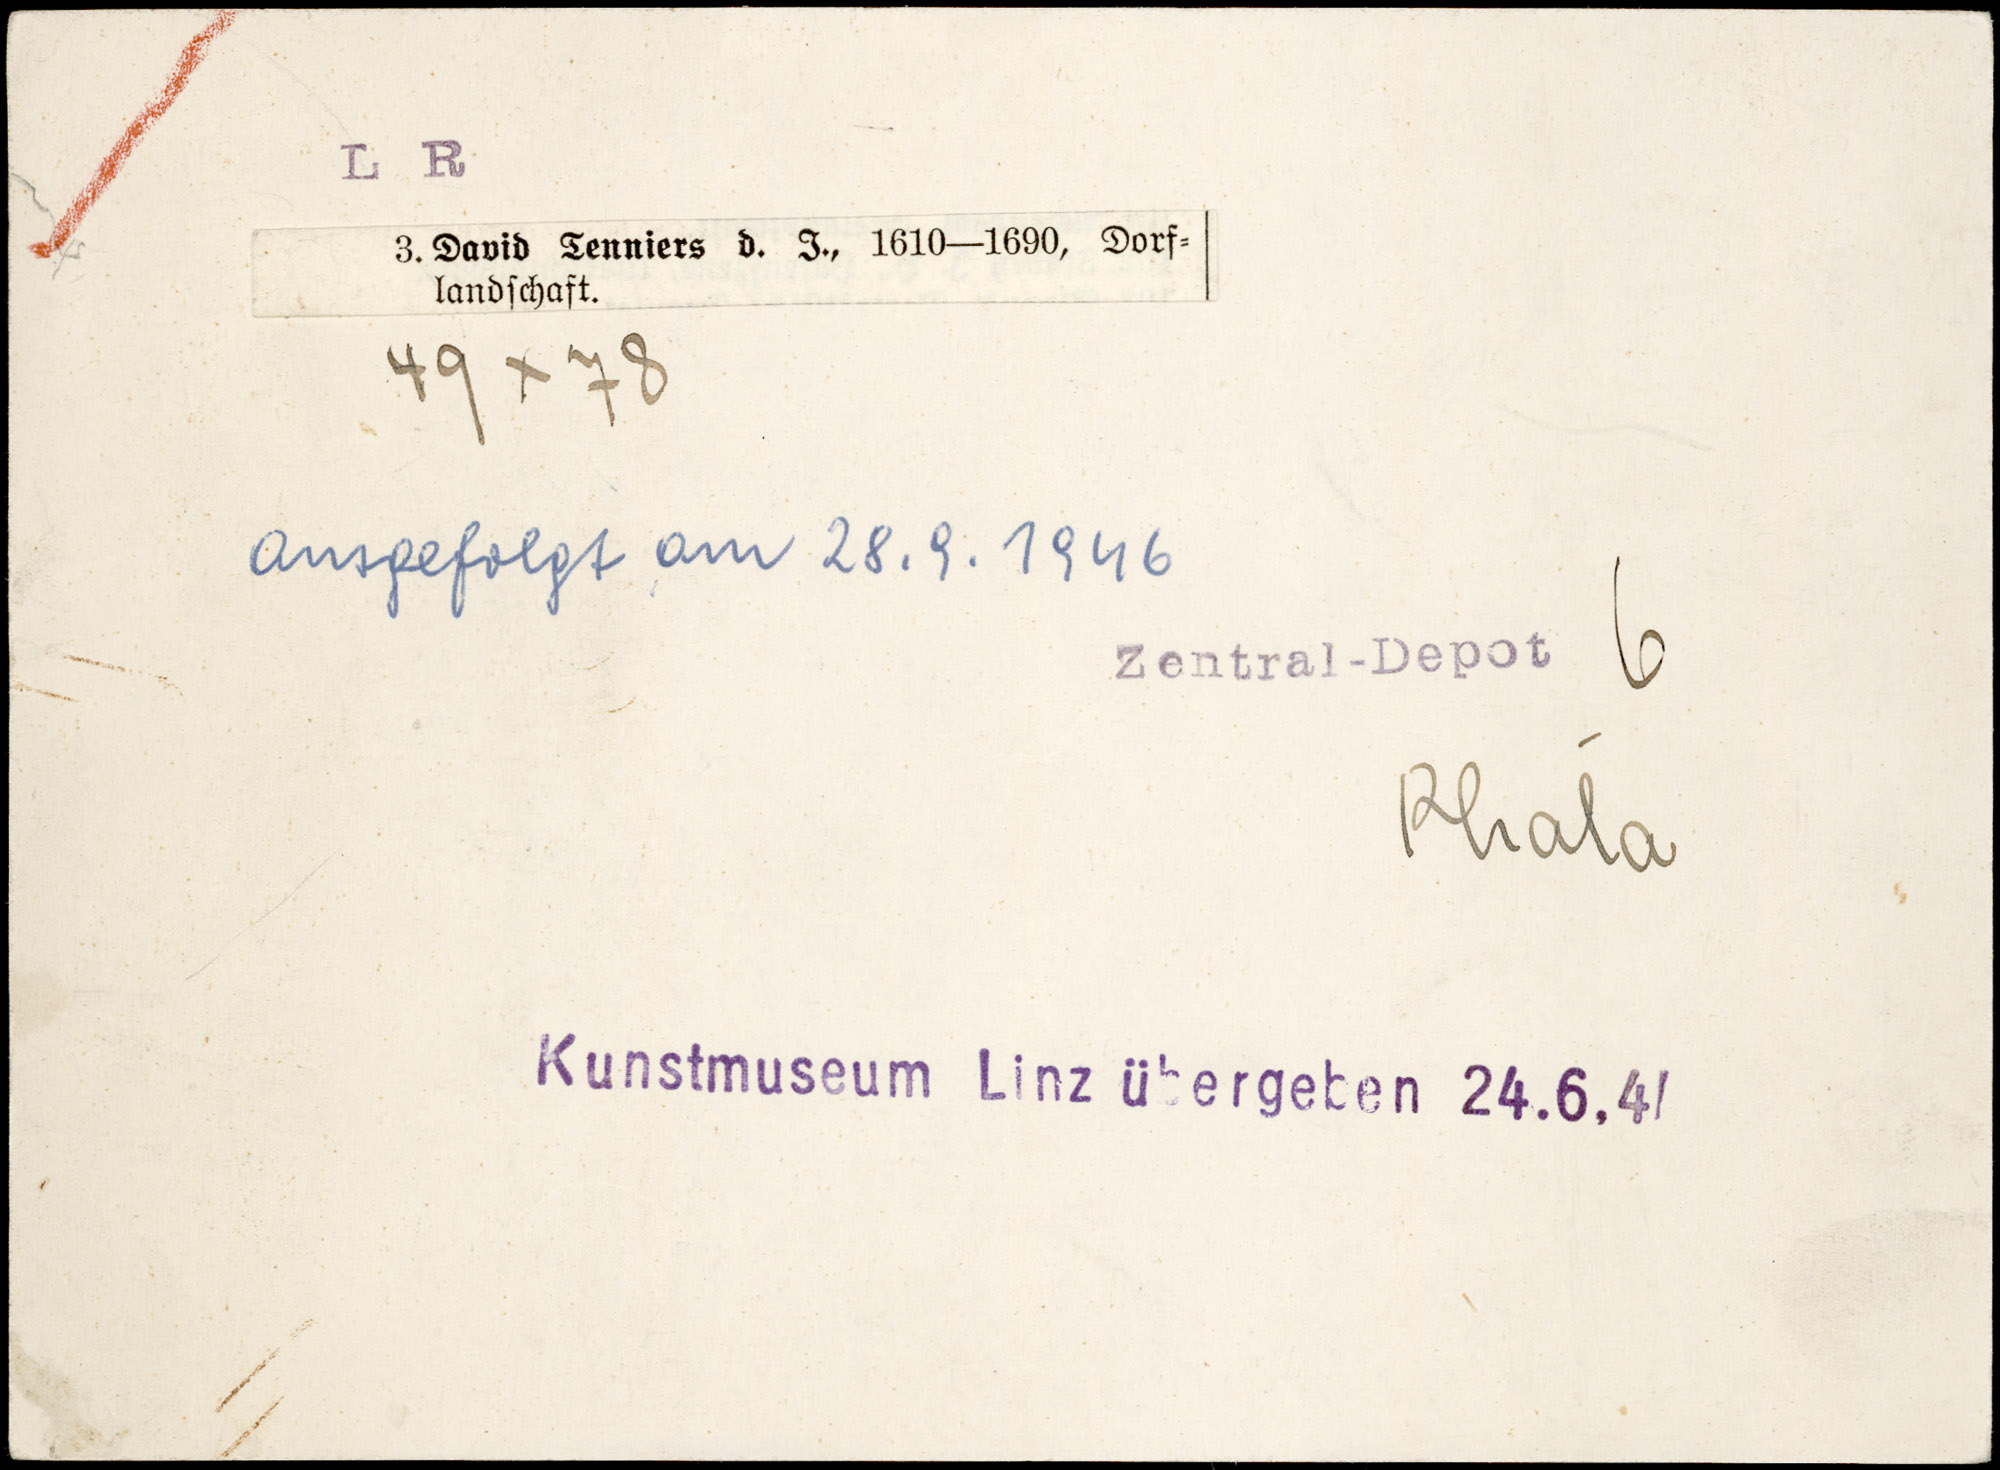 L R
3. David Tenniers d. J., 1610—1690, Dorf-
landschaft.
49 x 78
ausgefolgt am 28.9.1946
Zentral-Depot 6
Khála
Kunstmuseum Linz übergeben 24.6.41